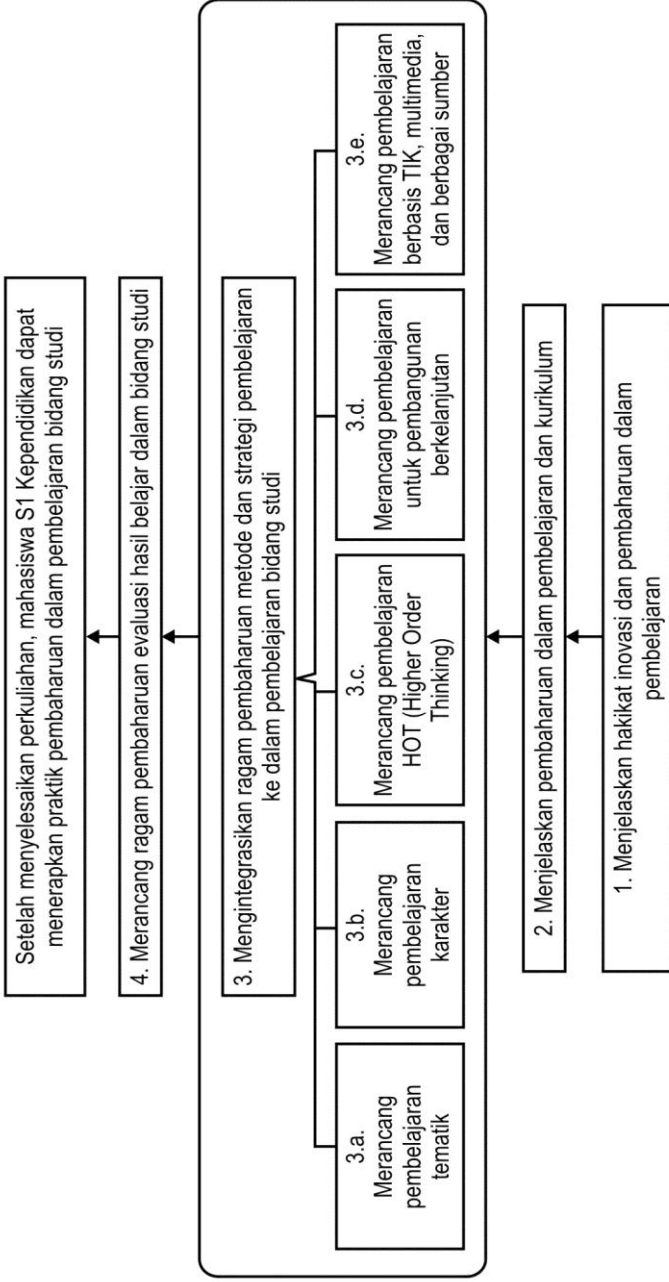 Setelah menyelesaikan perkuliahan, mahasiswa S1 Kependidikan dapat
menerapkan praktik pembaharuan dalam pembelajaran bidang studi
4. Merancang ragam pembaharuan evaluasi hasil belajar dalam bidang studi
3. Mengintegrasikan ragam pembaharuan metode dan strategi pembelajaran
ke dalam pembelajaran bidang studi
3.a.
Merancang
pembelajaran
tematik
3.b.
Merancang
pembelajaran
karakter
3.c.
Merancang pembelajaran
HOT (Higher Order
Thinking)
3.d.
Merancang pembelajaran
untuk pembangunan
berkelanjutan
3.e.
Merancang pembelajaran
berbasis TIK, multimedia,
dan berbagai sumber
2. Menjelaskan pembaharuan dalam pembelajaran dan kurikulum
1. Menjelaskan hakikat inovasi dan pembaharuan dalam
pembelajaran